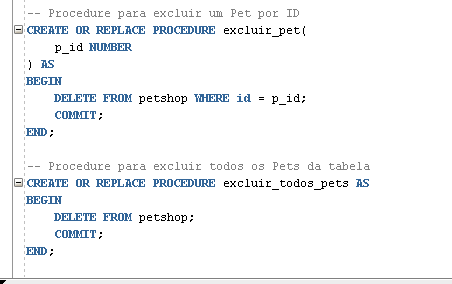 -- Procedure para excluir um Pet por ID
CREATE OR REPLACE PROCEDURE excluir_pet(
    p_id NUMBER
) AS
BEGIN
    DELETE FROM petshop WHERE id = p_id;
    COMMIT;
END;

-- Procedure para excluir todos os Pets da tabela
CREATE OR REPLACE PROCEDURE excluir_todos_pets AS
BEGIN
    DELETE FROM petshop;
    COMMIT;
END;